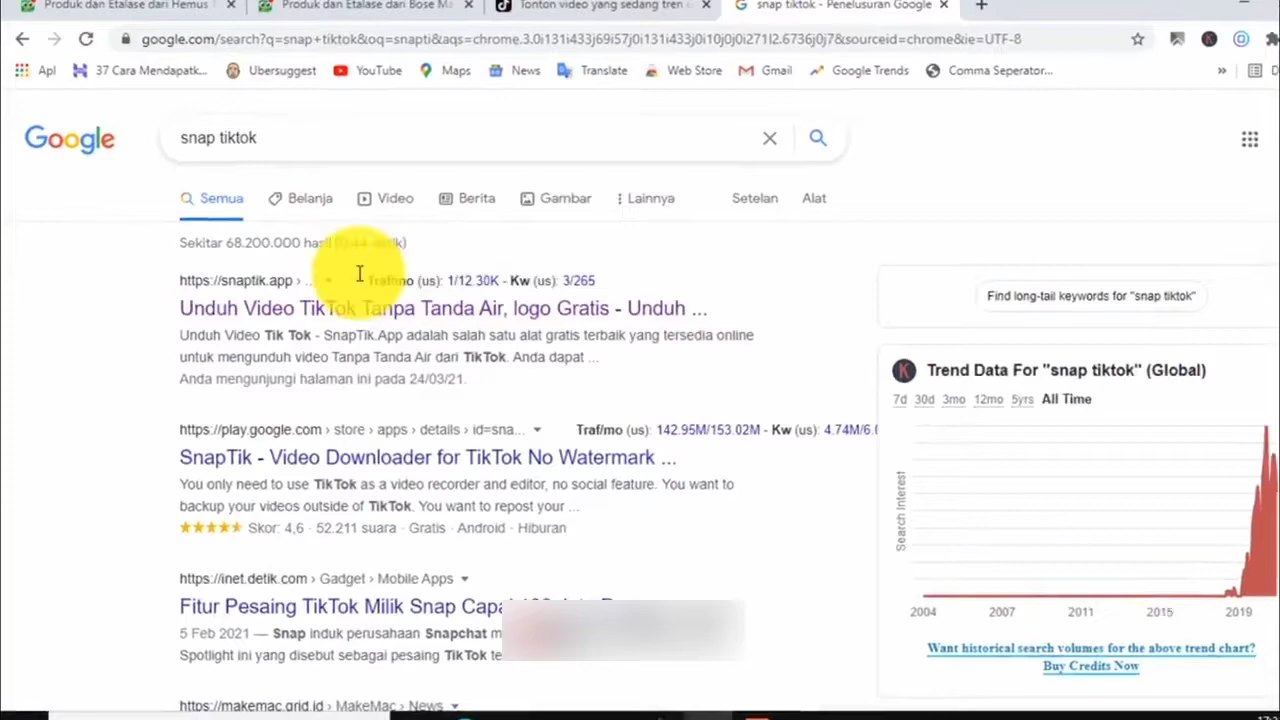 Produk dan Etalase dari Hemus T
Produk dan Etalase dari Bose Ma
Tonton video yang sedang tren
snap tiktok - Penelusuran Google
google.com/search?q=snap+tiktok&oq=snapti&aqs=chrome.3.0i131i433j69i57j0i131i433j0i10j0j0i271l2.6736j0j7&sourceid=chrome&ie=UTF-8
Apl
37 Cara Mendapatk...
Ubersuggest
YouTube
Maps
News
Translate
Web Store
Gmail
Google Trends
Comma Seperator...
»
Google
snap tiktok
Semua
Belanja
Video
Berita
Gambar
Lainnya
Setelan
Alat
Sekitar 68.200.000 hasil (0,44 detik)
https://snaptik.app › ...
Traf/mo (us): 1/12.30K - Kw (us): 3/265
Unduh Video TikTok Tanpa Tanda Air, logo Gratis - Unduh ...
Unduh Video Tik Tok - SnapTik.App adalah salah satu alat gratis terbaik yang tersedia online
untuk mengunduh video Tanpa Tanda Air dari TikTok. Anda dapat ...
Anda mengunjungi halaman ini pada 24/03/21.
https://play.google.com › store › apps › details › id=sna...
Traf/mo (us): 142.95M/153.02M - Kw (us): 4.74M/6.0
SnapTik - Video Downloader for TikTok No Watermark ...
You only need to use TikTok as a video recorder and editor, no social feature. You want to
backup your videos outside of TikTok. You want to repost your ...
Skor: 4,6 · 52.211 suara · Gratis · Android · Hiburan
https://inet.detik.com › Gadget › Mobile Apps
Fitur Pesaing TikTok Milik Snap Capa
5 Feb 2021 — Snap induk perusahaan Snapchat m
Spotlight ini yang disebut sebagai pesaing TikTok te
https://makemac.grid.id › MakeMac › News
Find long-tail keywords for "snap tiktok"
Trend Data For "snap tiktok" (Global)
7d 30d 3mo 12mo 5yrs All Time
Search Interest
2004 2007 2011 2015 2019
Want historical search volumes for the above trend chart?
Buy Credits Now